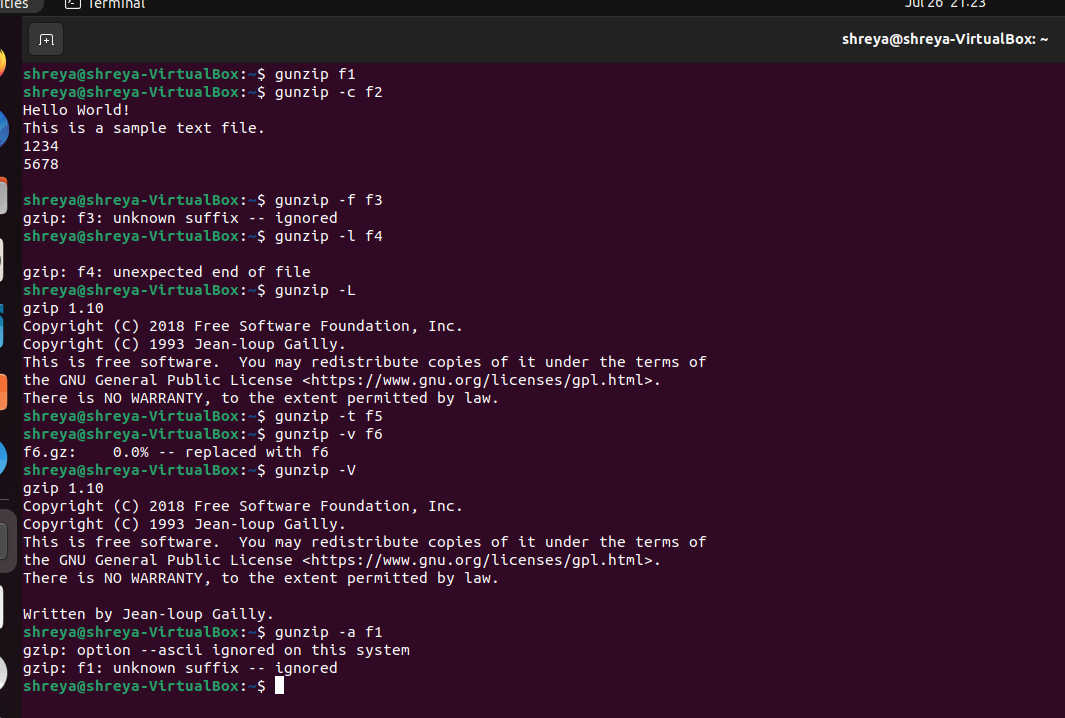 Terminal
Jul 26 21:23
shreya@shreya-VirtualBox: ~
shreya@shreya-VirtualBox:~$ gunzip f1
shreya@shreya-VirtualBox:~$ gunzip -c f2
Hello World!
This is a sample text file.
1234
5678
shreya@shreya-VirtualBox:~$ gunzip -f f3
gzip: f3: unknown suffix -- ignored
shreya@shreya-VirtualBox:~$ gunzip -l f4
gzip: f4: unexpected end of file
shreya@shreya-VirtualBox:~$ gunzip -L
gzip 1.10
Copyright (C) 2018 Free Software Foundation, Inc.
Copyright (C) 1993 Jean-loup Gailly.
This is free software.  You may redistribute copies of it under the terms of
the GNU General Public License <https://www.gnu.org/licenses/gpl.html>.
There is NO WARRANTY, to the extent permitted by law.
shreya@shreya-VirtualBox:~$ gunzip -t f5
shreya@shreya-VirtualBox:~$ gunzip -v f6
f6.gz:    0.0% -- replaced with f6
shreya@shreya-VirtualBox:~$ gunzip -V
gzip 1.10
Copyright (C) 2018 Free Software Foundation, Inc.
Copyright (C) 1993 Jean-loup Gailly.
This is free software.  You may redistribute copies of it under the terms of
the GNU General Public License <https://www.gnu.org/licenses/gpl.html>.
There is NO WARRANTY, to the extent permitted by law.
Written by Jean-loup Gailly.
shreya@shreya-VirtualBox:~$ gunzip -a f1
gzip: option --ascii ignored on this system
gzip: f1: unknown suffix -- ignored
shreya@shreya-VirtualBox:~$